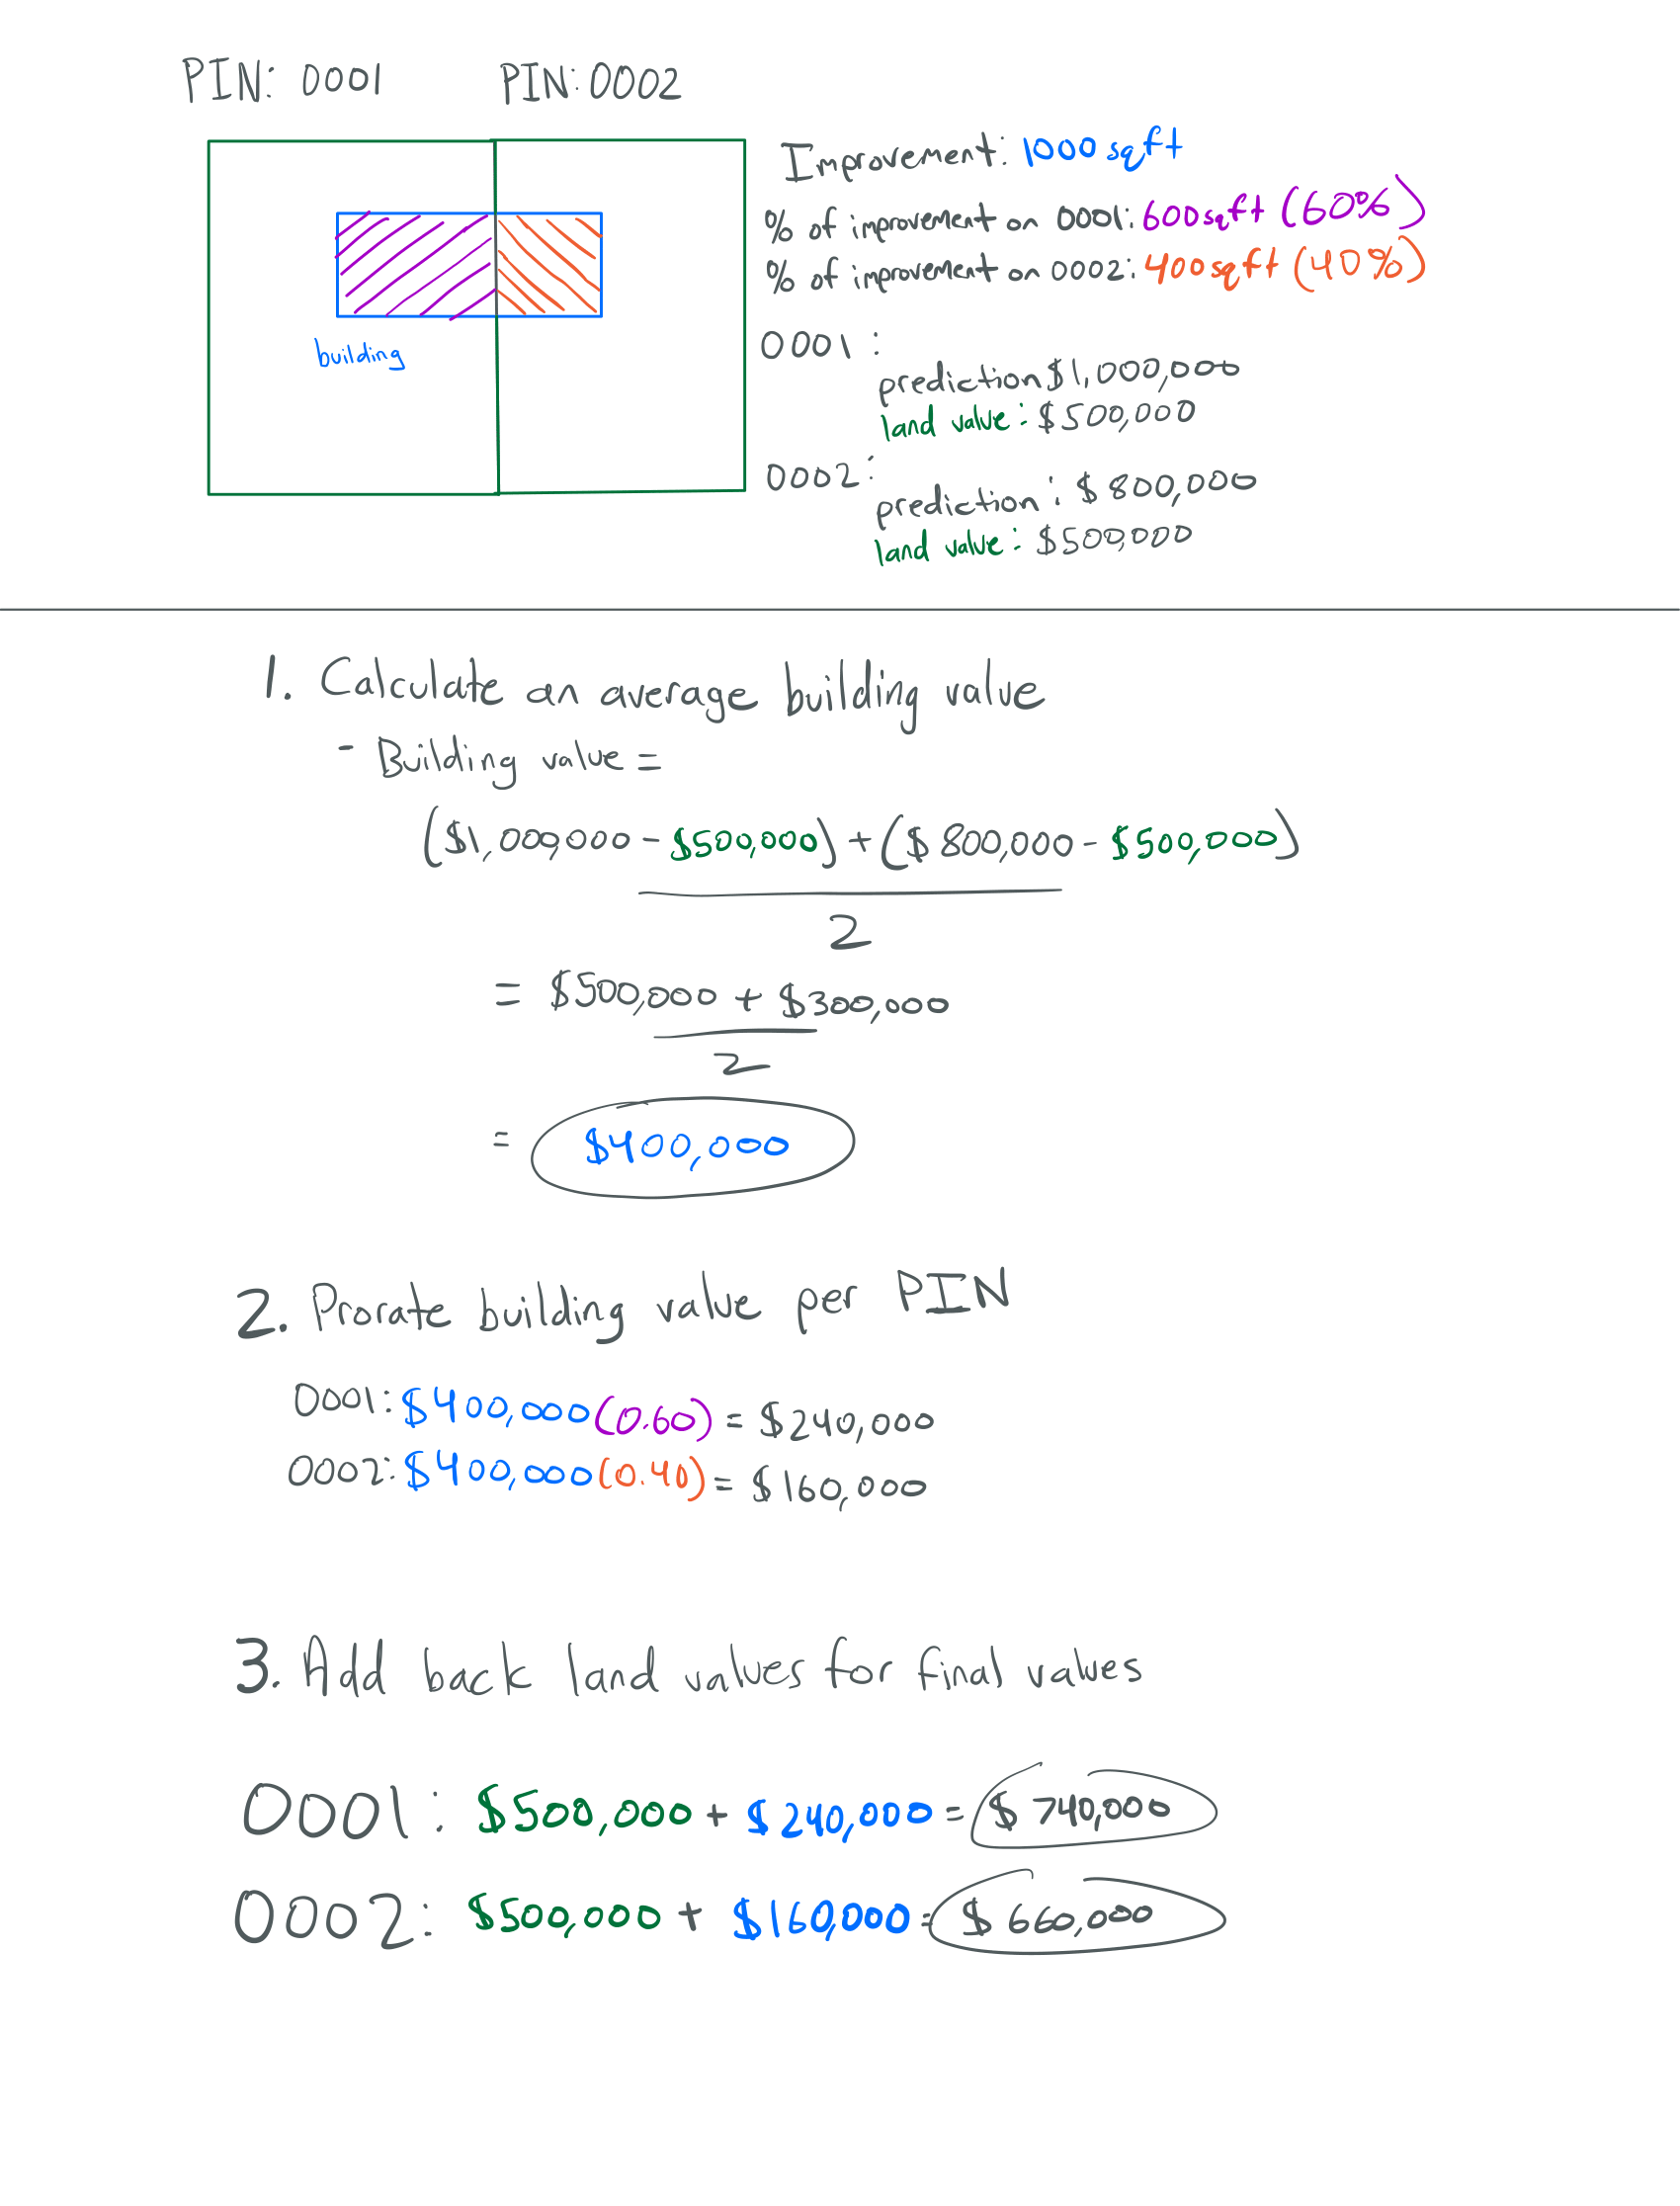 PIN: 0001 PIN: 0002
Improvement: 1000 sqft
% of improvement on 0001: 600 sqft (60%)
% of improvement on 0002: 400 sqft (40%)
building
0001:
prediction $1,000,000
land value: $500,000
0002:
prediction: $800,000
land value: $500,000
1. Calculate an average building value
- Building value =
($1,000,000 - $500,000) + ($800,000 - $500,000)
2
= $500,000 + $300,000
2
= $400,000
2. Prorate building value per PIN
0001: $400,000(0.60) = $240,000
0002: $400,000(0.40) = $160,000
3. Add back land values for final values
0001: $500,000 + $240,000 = $740,000
0002: $500,000 + $160,000 = $660,000